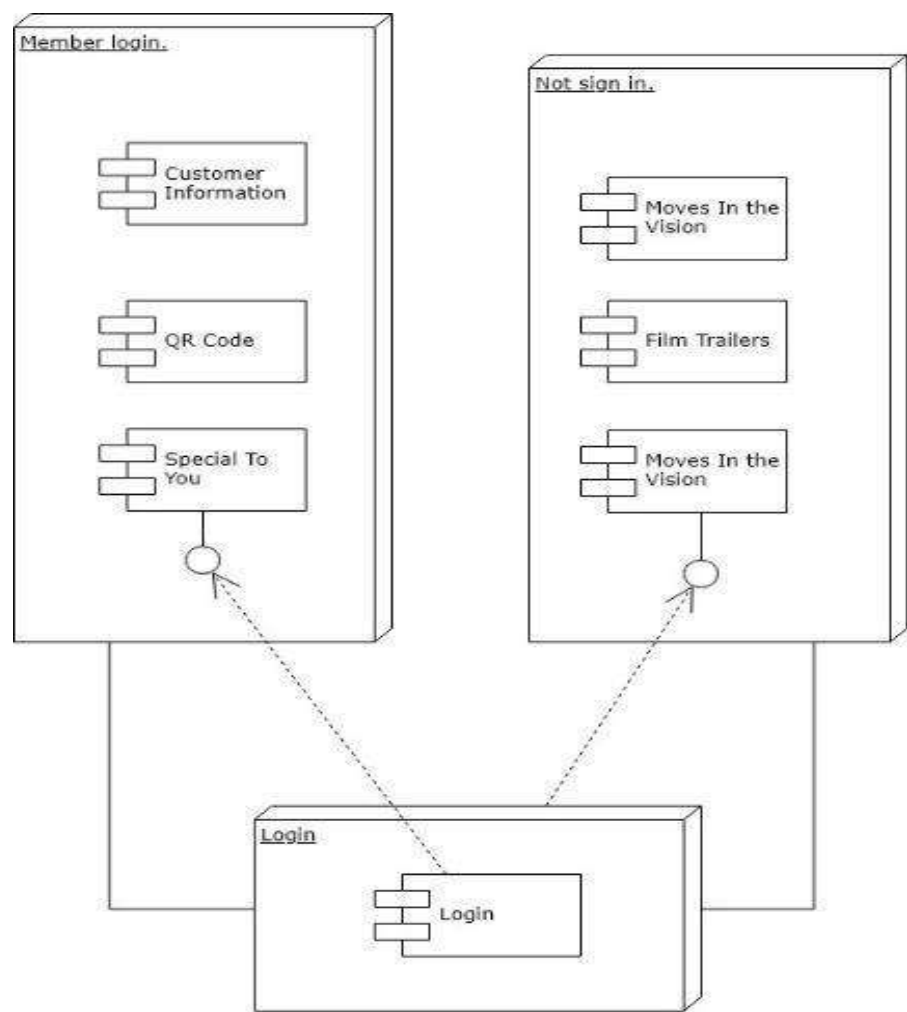 Member login.
Customer
Information
QR Code
Special To
You
Not sign in.
Moves In the
Vision
Film Trailers
Moves In the
Vision
Login
Login